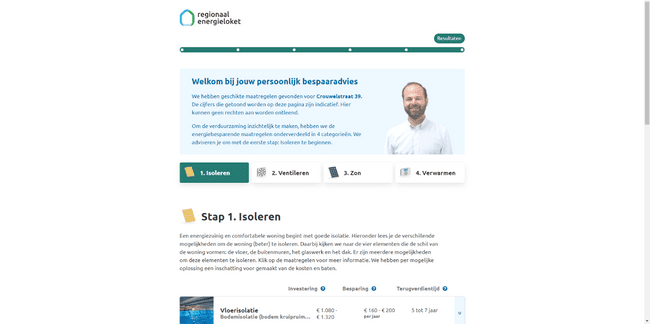 regionaal
energieloket
Resultaten
Welkom bij jouw persoonlijk bespaaradvies
We hebben geschikte maatregelen gevonden voor Crouwelstraat 39.
De cijfers die getoond worden op deze pagina zijn indicatief. Hier
kunnen geen rechten aan worden ontleend.
Om de verduurzaming inzichtelijk te maken, hebben we de
energiebesparende maatregelen onderverdeeld in 4 categorieën. We
adviseren je om met de eerste stap: Isoleren te beginnen.
1. Isoleren
2. Ventileren
3. Zon
4. Verwarmen
Stap 1. Isoleren
Een energiezuinig en comfortabele woning begint met goede isolatie. Hieronder lees je de verschillende
mogelijkheden om de woning (beter) te isoleren. Daarbij kijken we naar de vier elementen die de schil van
de woning vormen: de vloer, de buitenmuren, het glaswerk en het dak. Er zijn meerdere mogelijkheden
om deze elementen te isoleren. Klik op de maatregelen voor meer informatie. We hebben per mogelijke
oplossing een inschatting voor gemaakt van de kosten en baten.
Investering ?
Besparing ?
Terugverdientijd ?
Vloerisolatie
Bodemisolatie (bodem kruipruim...
€ 1.080 -
€ 1.320
€ 160 - € 200
per jaar
5 tot 7 jaar